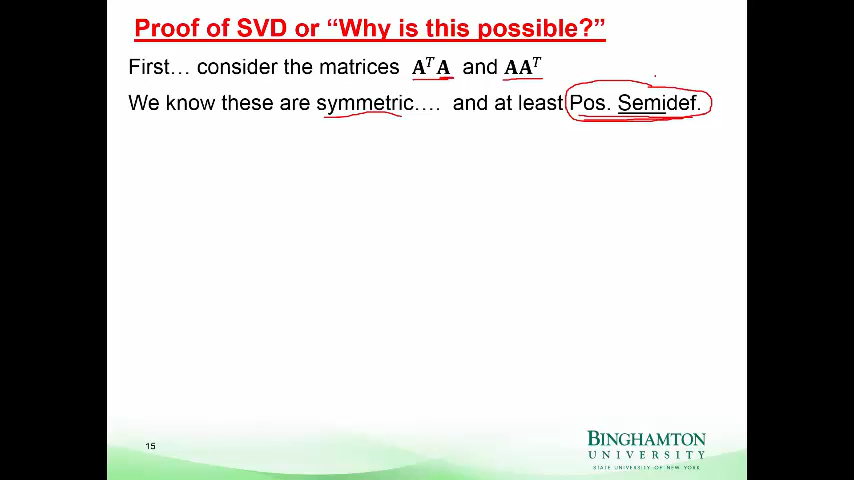 Proof of SVD or “Why is this possible?”
First… consider the matrices AᵀA and AAᵀ
We know these are symmetric…. and at least Pos. Semidef.
15
BINGHAMTON
UNIVERSITY
STATE UNIVERSITY OF NEW YORK